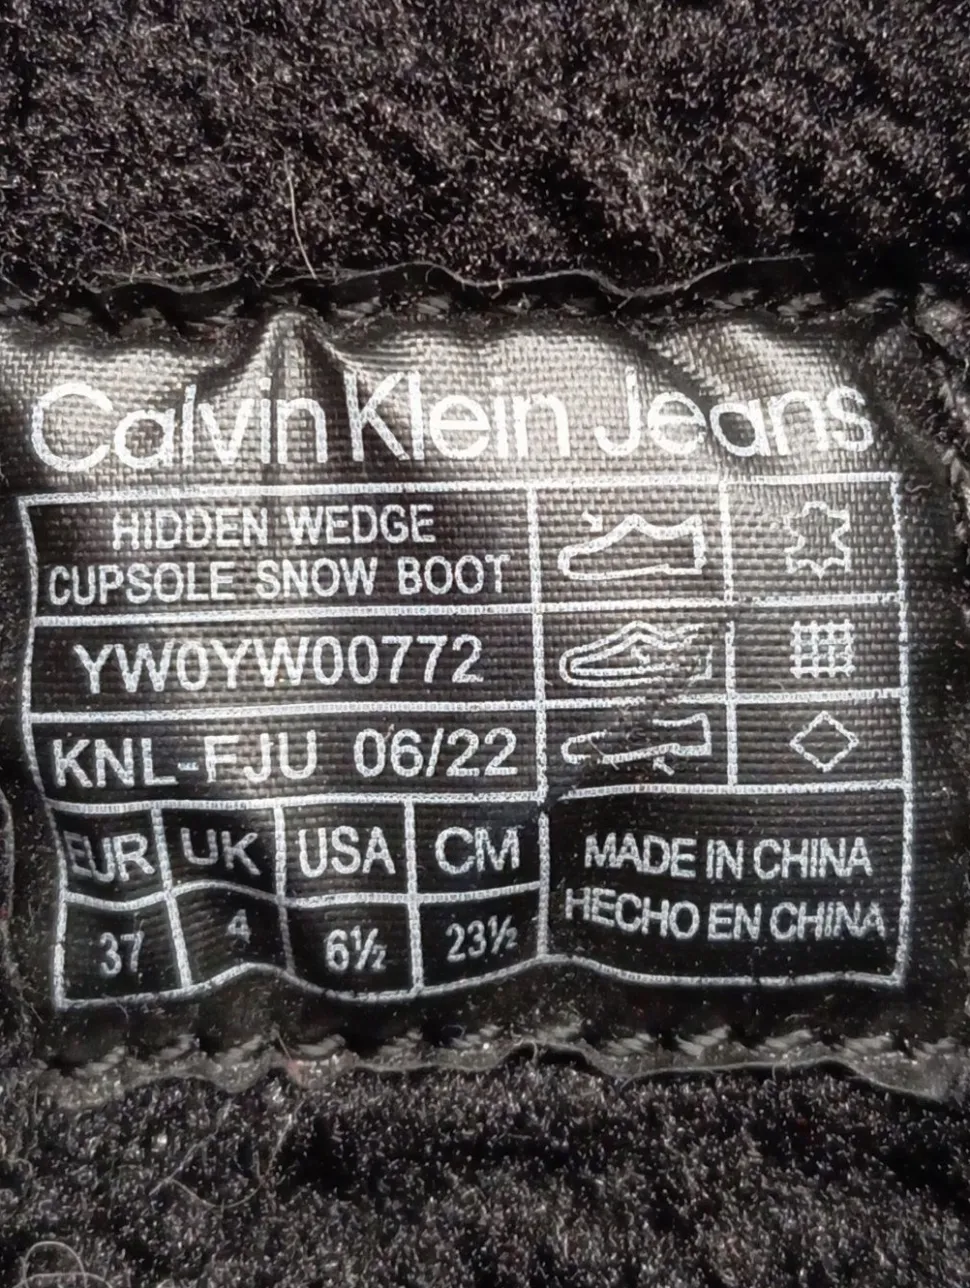 Calvin Klein Jeans
HIDDEN WEDGE
CUPSOLE SNOW BOOT
YW0YW00772
KNL-FJU 06/22
EUR UK USA CM
37 4 6½ 23½
MADE IN CHINA
HECHO EN CHINA